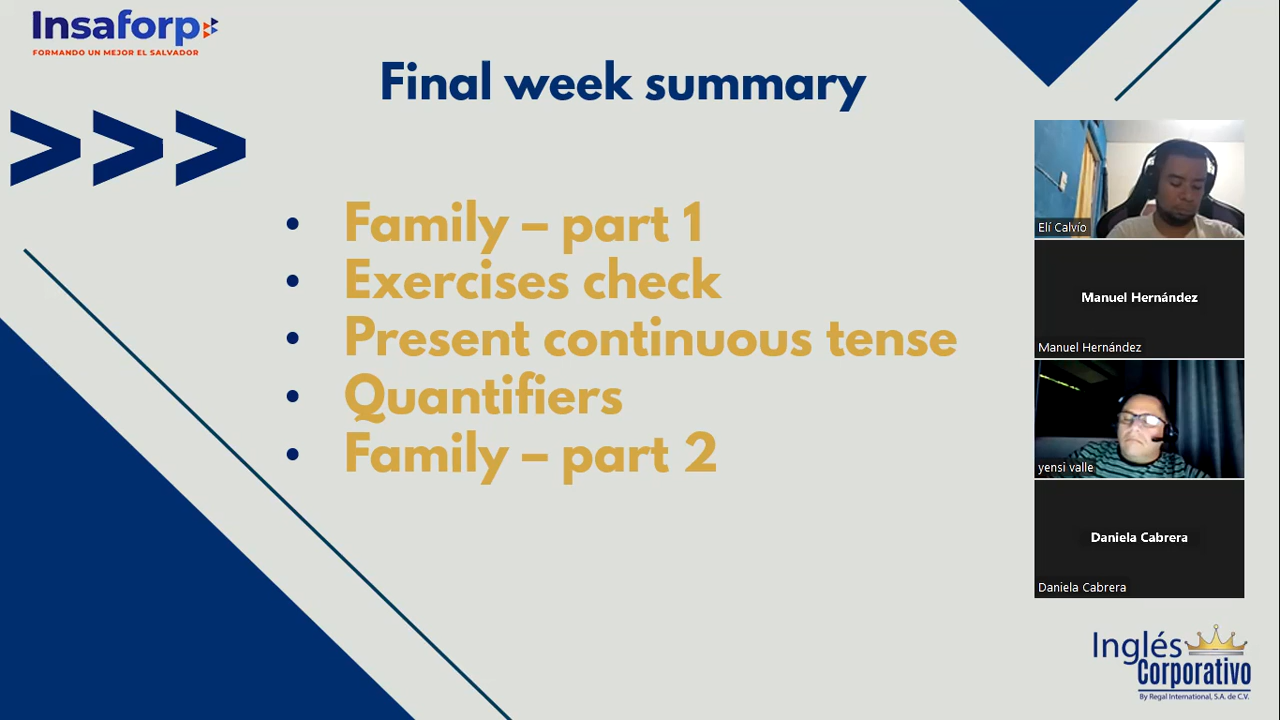 Insaforp
FORMANDO UN MEJOR EL SALVADOR
Final week summary
>>>
• Family – part 1
• Exercises check
• Present continuous tense
• Quantifiers
• Family – part 2
Elí Calvío
Manuel Hernández
Manuel Hernández
yensi valle
Daniela Cabrera
Daniela Cabrera
Inglés
Corporativo
By Regal International, S.A. de C.V.